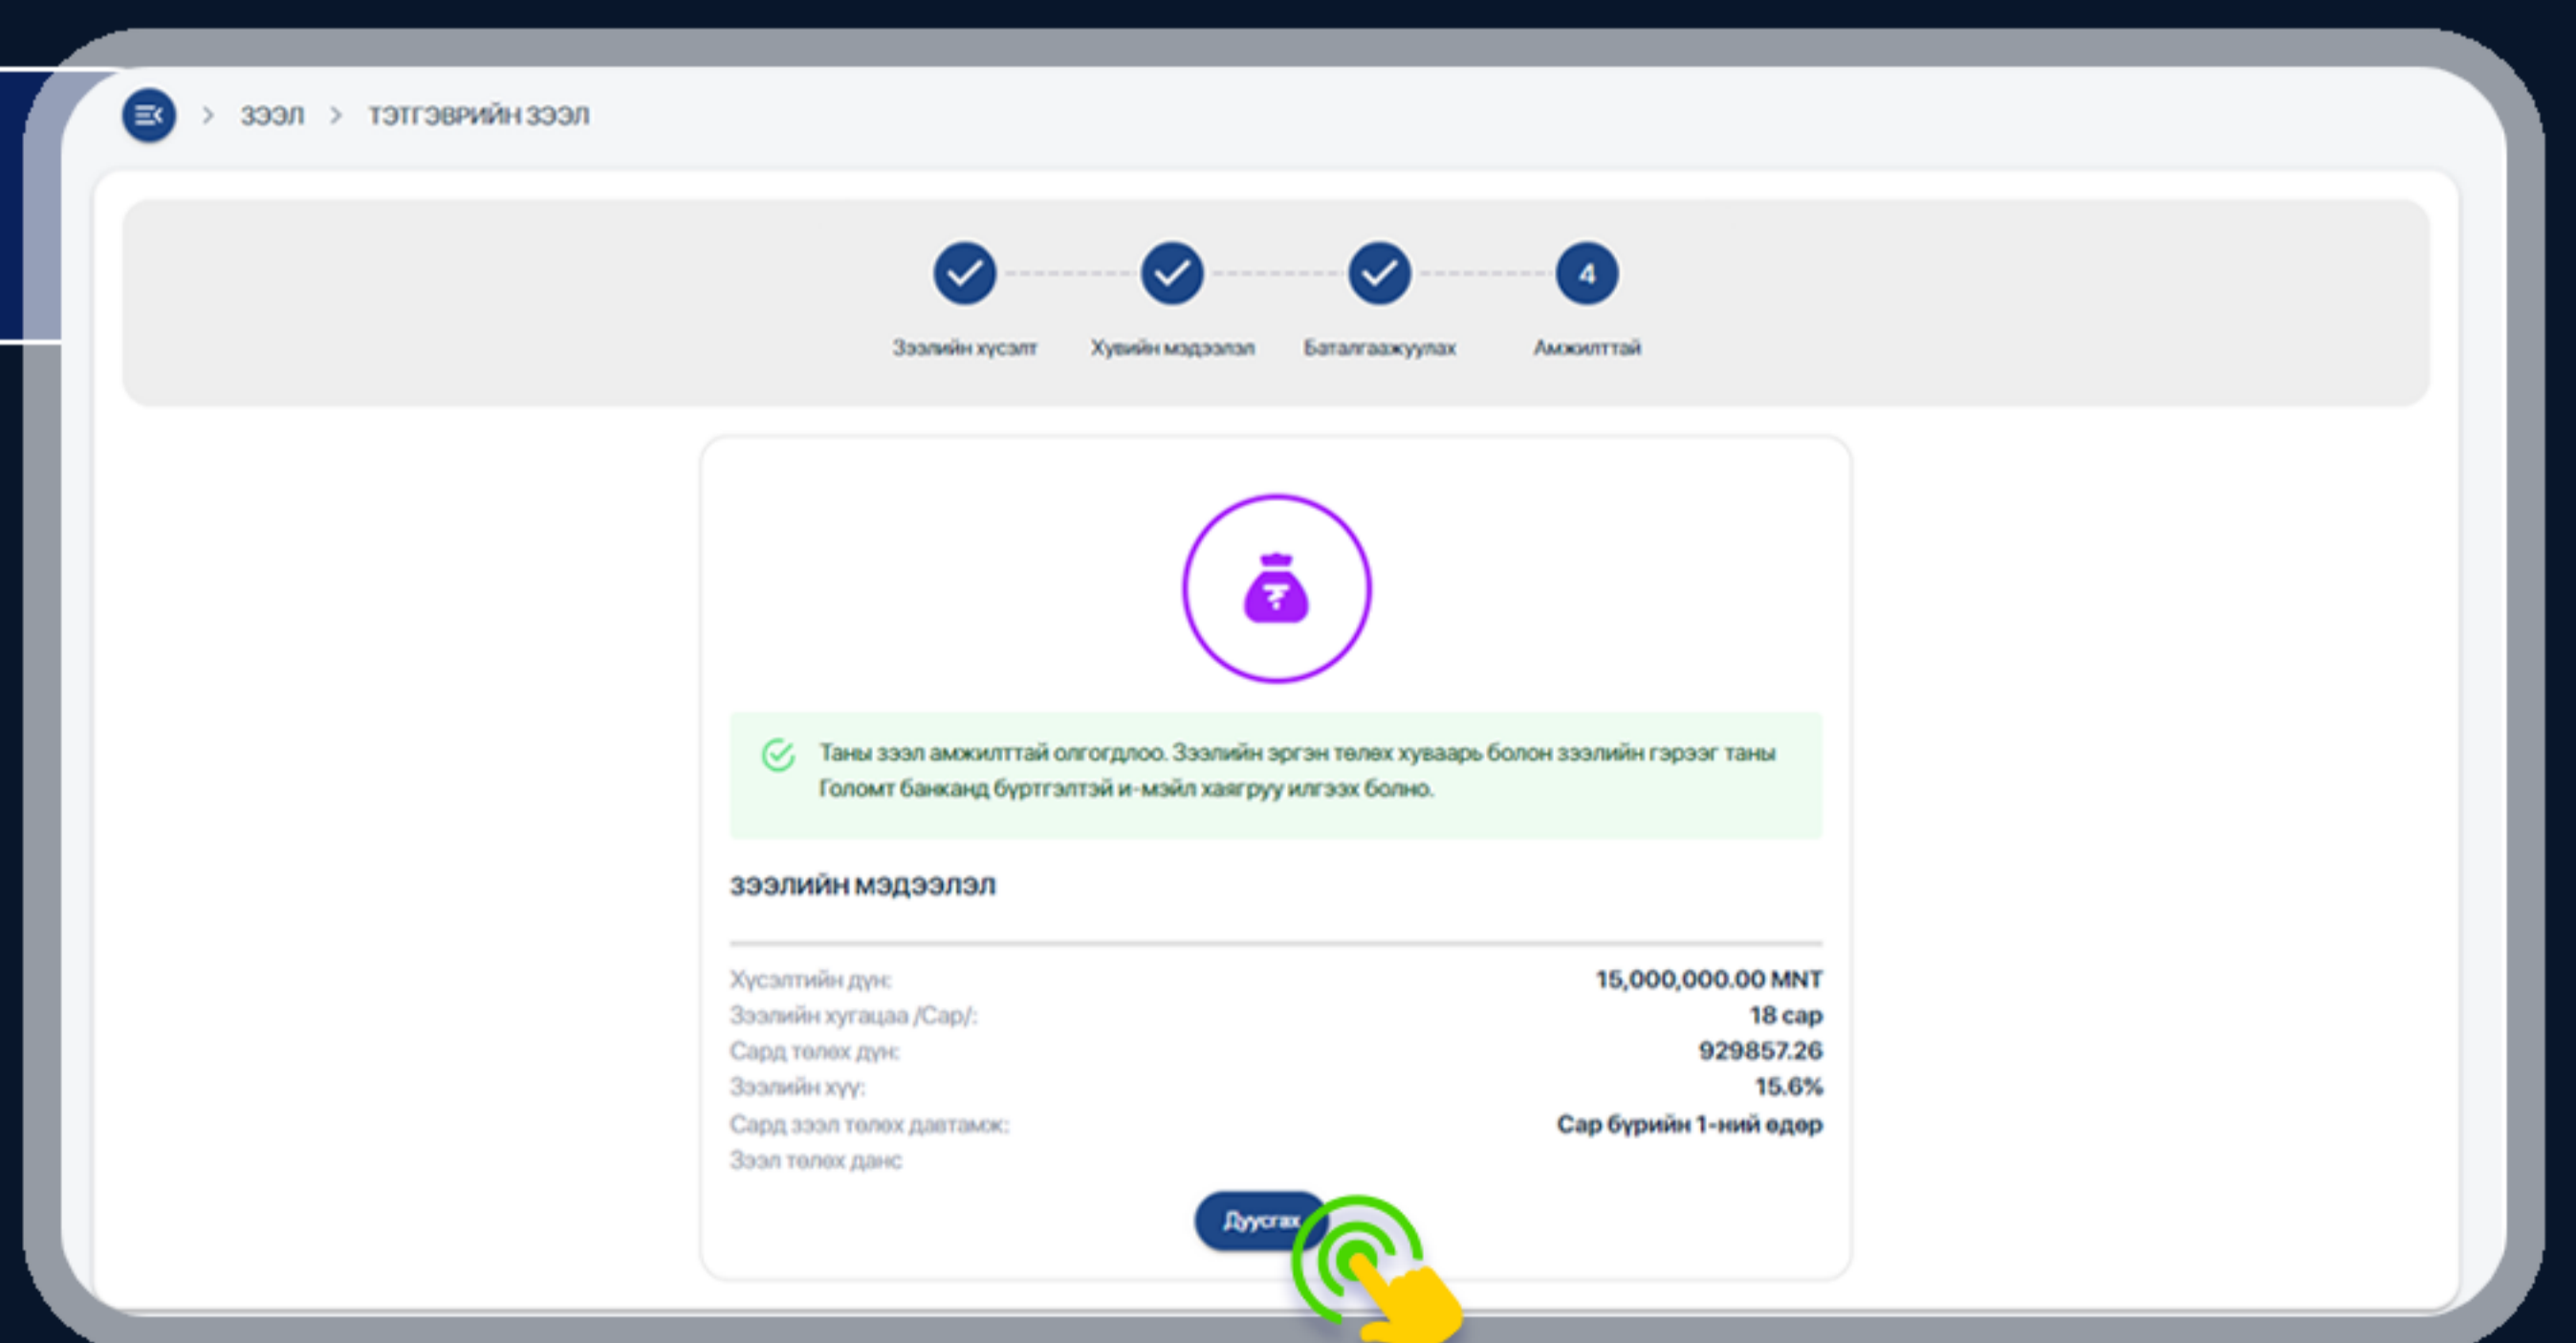 ЗЭЭЛ > ТЭТГЭВРИЙН ЗЭЭЛ
4
Зээлийн хүсэлт Хувийн мэдээлэл Баталгаажуулах Амжилттай
Таны зээл амжилттай олгогдлоо. Зээлийн эргэн төлөх хуваарь болон зээлийн гэрээг таны
Голомт банканд бүртгэлтэй и-мэйл хаягруу илгээх болно.
ЗЭЭЛИЙН МЭДЭЭЛЭЛ
Хүсэлтийн дүн: 15,000,000.00 MNT
Зээлийн хугацаа /Сар/: 18 сар
Сард төлөх дүн: 929857.26
Зээлийн хүү: 15.6%
Сард зээл төлөх давтамж: Сар бүрийн 1-ний өдөр
Зээл төлөх данс
Дуусгах